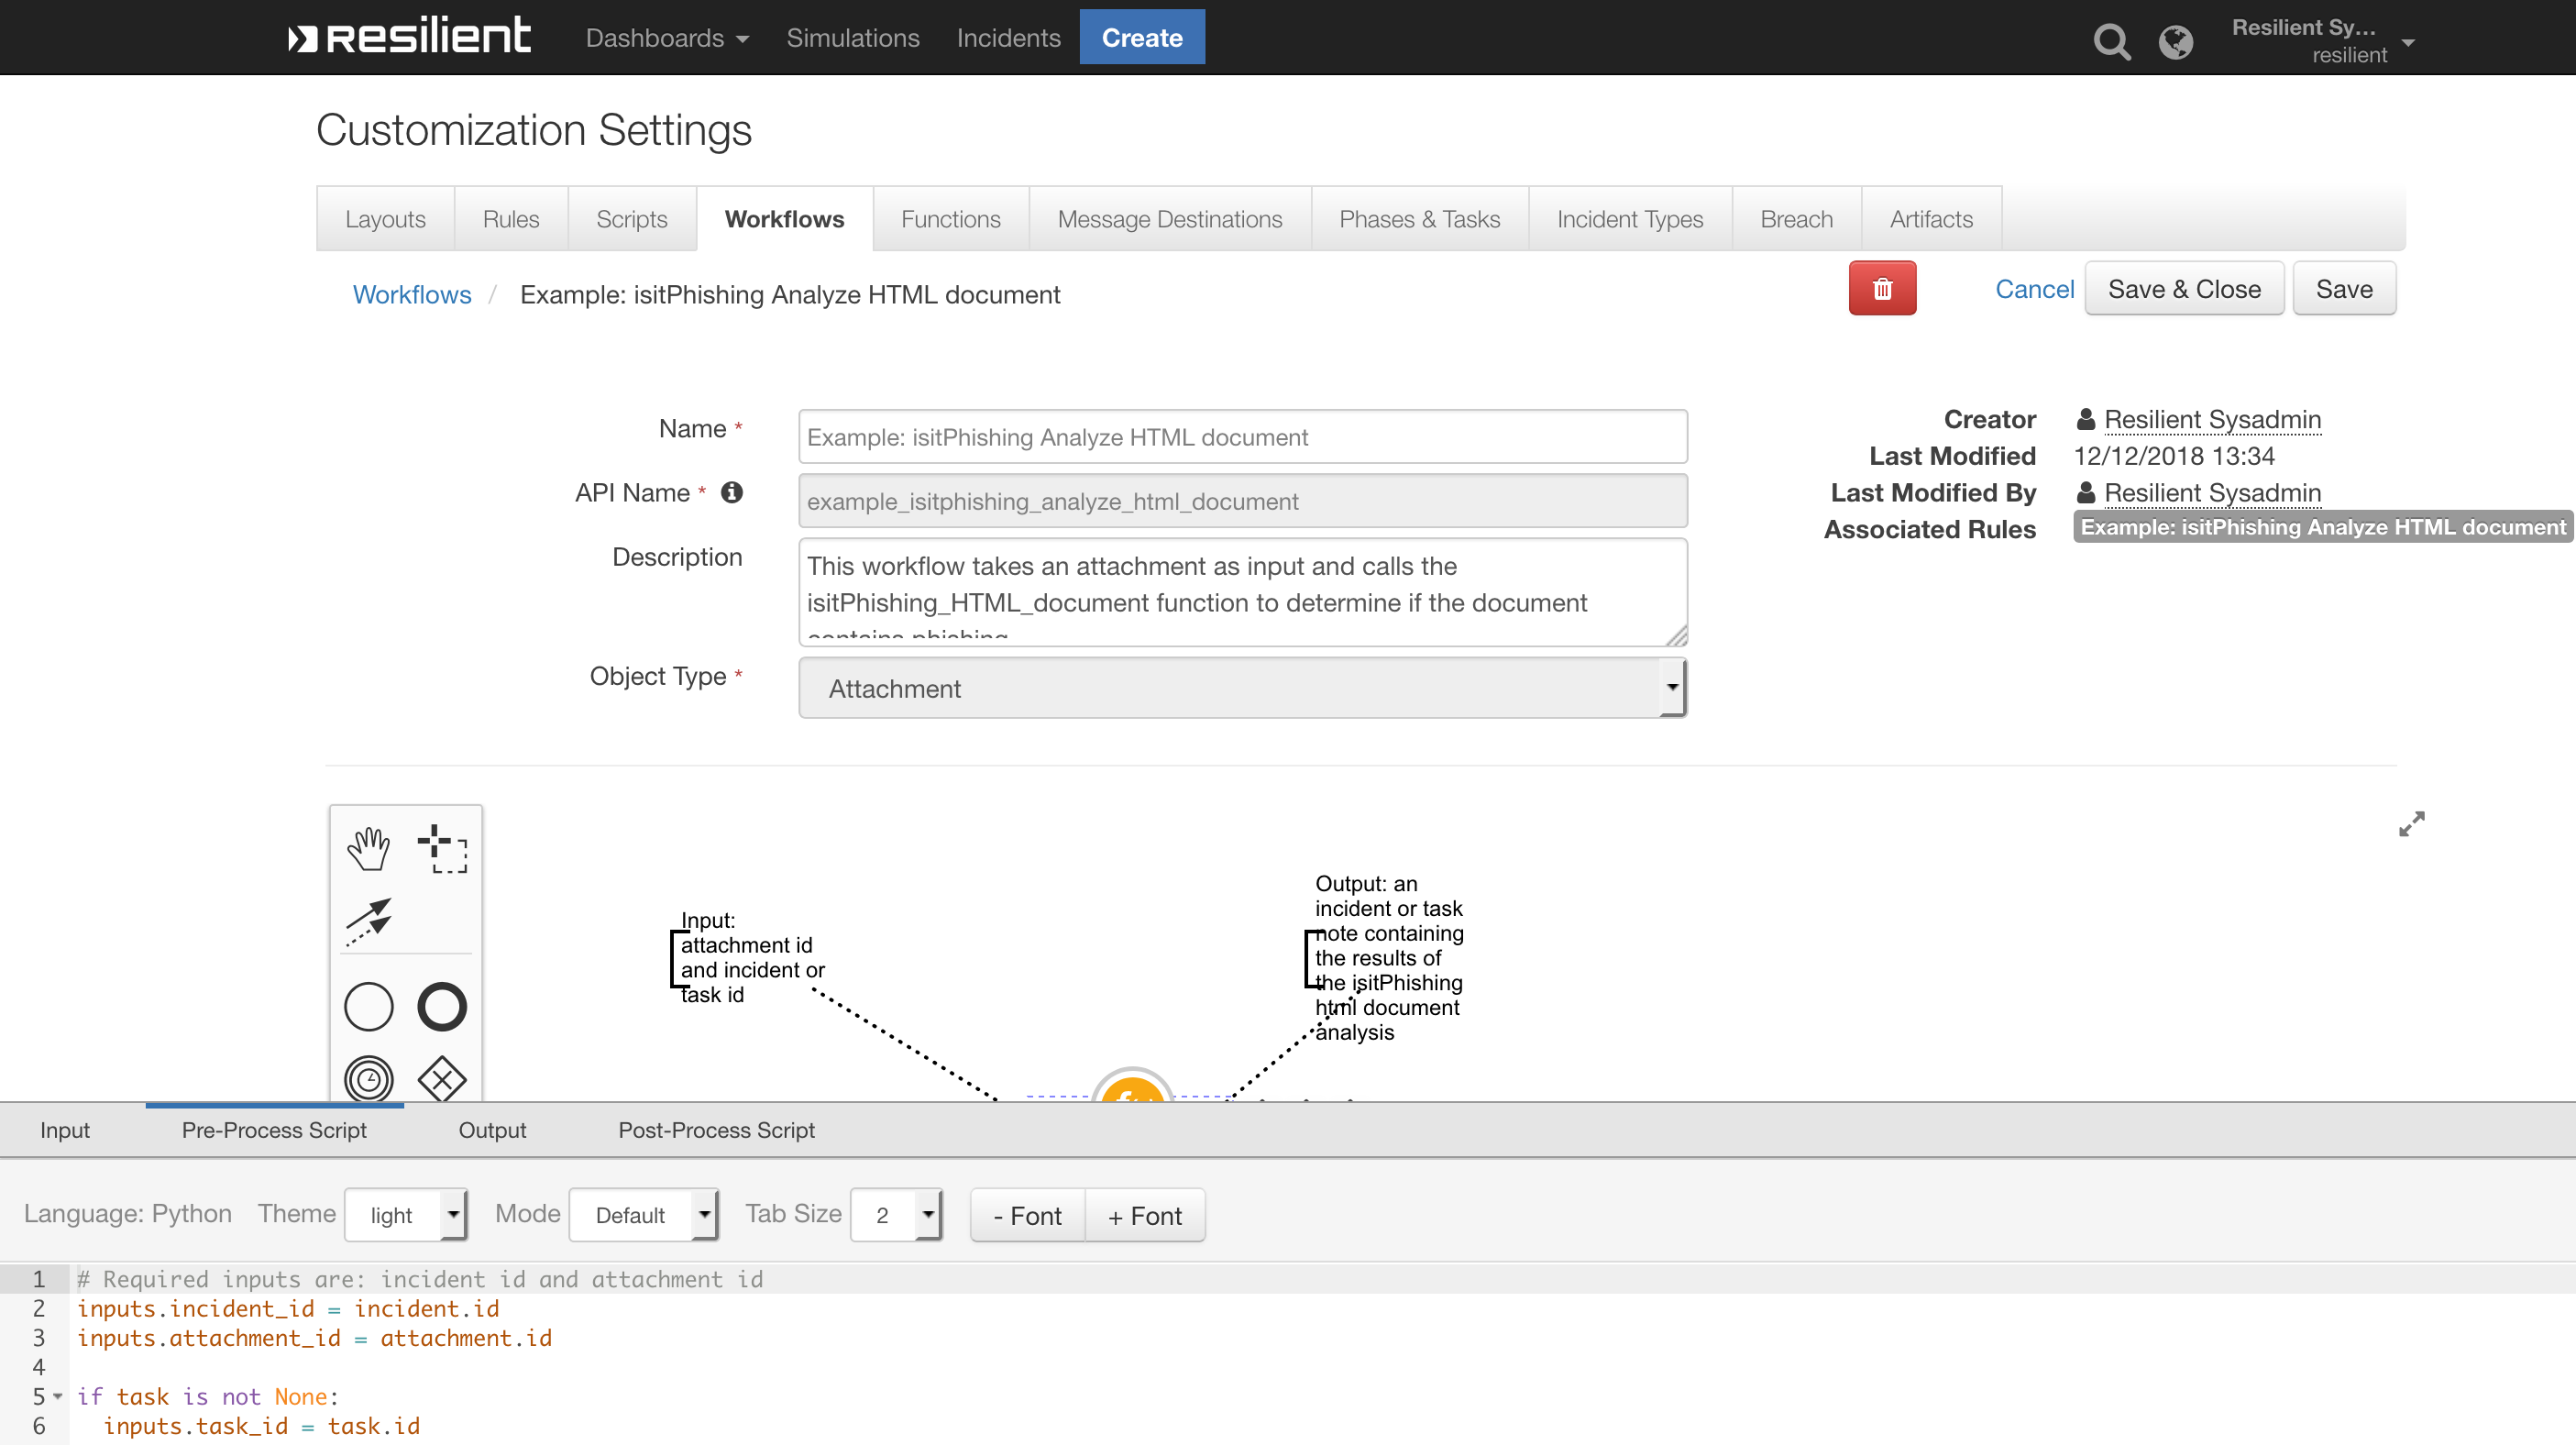 resilient
Dashboards
Simulations
Incidents
Create
Resilient Sy...
resilient
Customization Settings
Layouts
Rules
Scripts
Workflows
Functions
Message Destinations
Phases & Tasks
Incident Types
Breach
Artifacts
Workflows / Example: isitPhishing Analyze HTML document
Cancel
Save & Close
Save
Name *
Example: isitPhishing Analyze HTML document
API Name *
example_isitphishing_analyze_html_document
Description
This workflow takes an attachment as input and calls the
isitPhishing_HTML_document function to determine if the document
contains phishing
Object Type *
Attachment
Creator
Resilient Sysadmin
Last Modified
12/12/2018 13:34
Last Modified By
Resilient Sysadmin
Associated Rules
Example: isitPhishing Analyze HTML document
Input:
attachment id
and incident or
task id
Output: an
incident or task
note containing
the results of
the isitPhishing
html document
analysis
Input
Pre-Process Script
Output
Post-Process Script
Language: Python
Theme
light
Mode
Default
Tab Size
2
- Font
+ Font
1 # Required inputs are: incident id and attachment id
2 inputs.incident_id = incident.id
3 inputs.attachment_id = attachment.id
4
5 if task is not None:
6   inputs.task_id = task.id